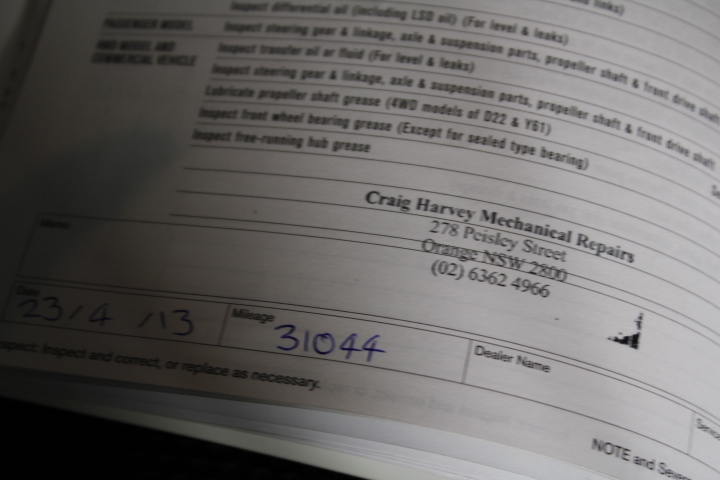 links)
Inspect differential oil (including LSD oil) (For level & leaks)
PASSENGER MODEL
Inspect steering gear & linkage, axle & suspension parts, propeller shaft & front drive shaft
4WD MODEL AND
COMMERCIAL VEHICLE
Inspect transfer oil or fluid (For level & leaks)
Inspect steering gear & linkage, axle & suspension parts, propeller shaft & front drive shaft
Lubricate propeller shaft grease (4WD models of D22 & Y61)
Inspect front wheel bearing grease (Except for sealed type bearing)
Inspect free-running hub grease
Craig Harvey Mechanical Repairs
278 Peisley Street
Orange NSW 2800
(02) 6362 4966
Date
23/4/13
Mileage
31044
Dealer Name
Inspect: Inspect and correct, or replace as necessary.
NOTE and